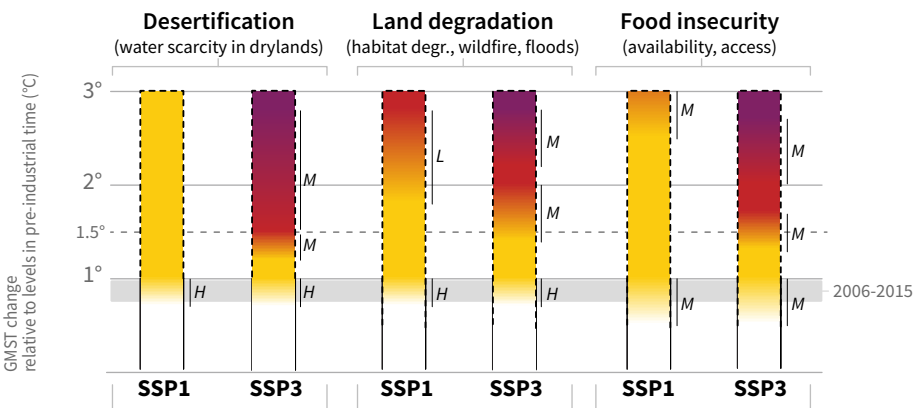 Desertification
(water scarcity in drylands)
Land degradation
(habitat degr., wildfire, floods)
Food insecurity
(availability, access)
GMST change
relative to levels in pre-industrial time (°C)
3°
2°
1.5°
1°
M
M
H
H
L
H
M
M
H
M
M
M
M
M
2006-2015
SSP1
SSP3
SSP1
SSP3
SSP1
SSP3